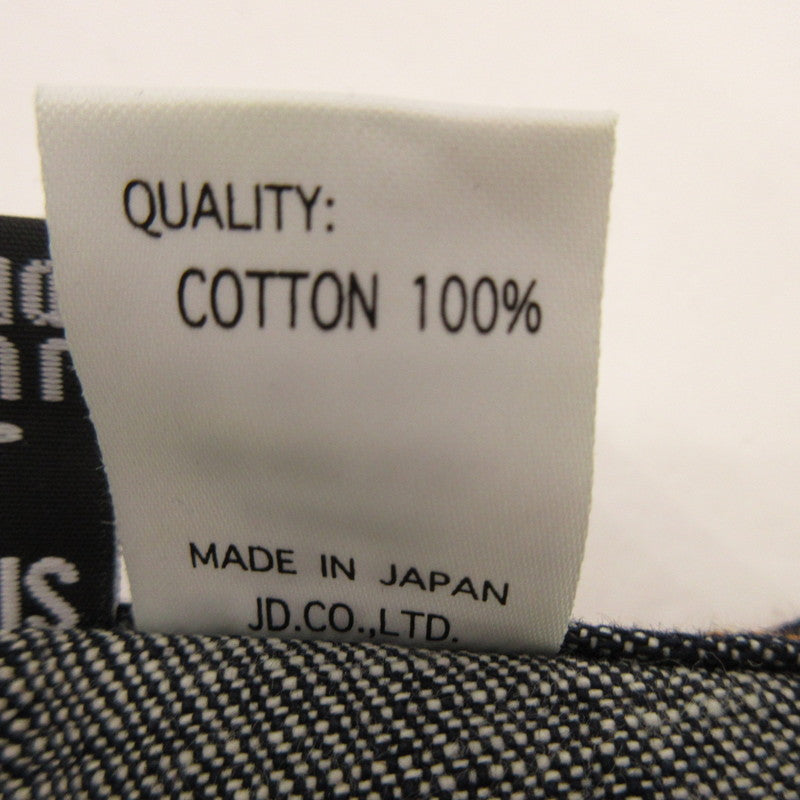 QUALITY:
COTTON 100%
MADE IN JAPAN
JD.CO.,LTD.